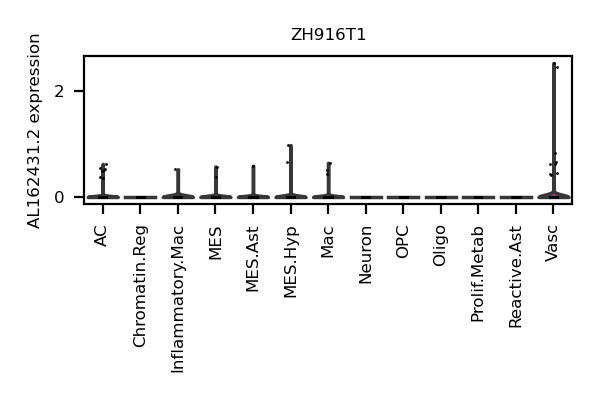 ZH916T1
AL162431.2 expression
2
0
AC
Chromatin.Reg
Inflammatory.Mac
MES
MES.Ast
MES.Hyp
Mac
Neuron
OPC
Oligo
Prolif.Metab
Reactive.Ast
Vasc